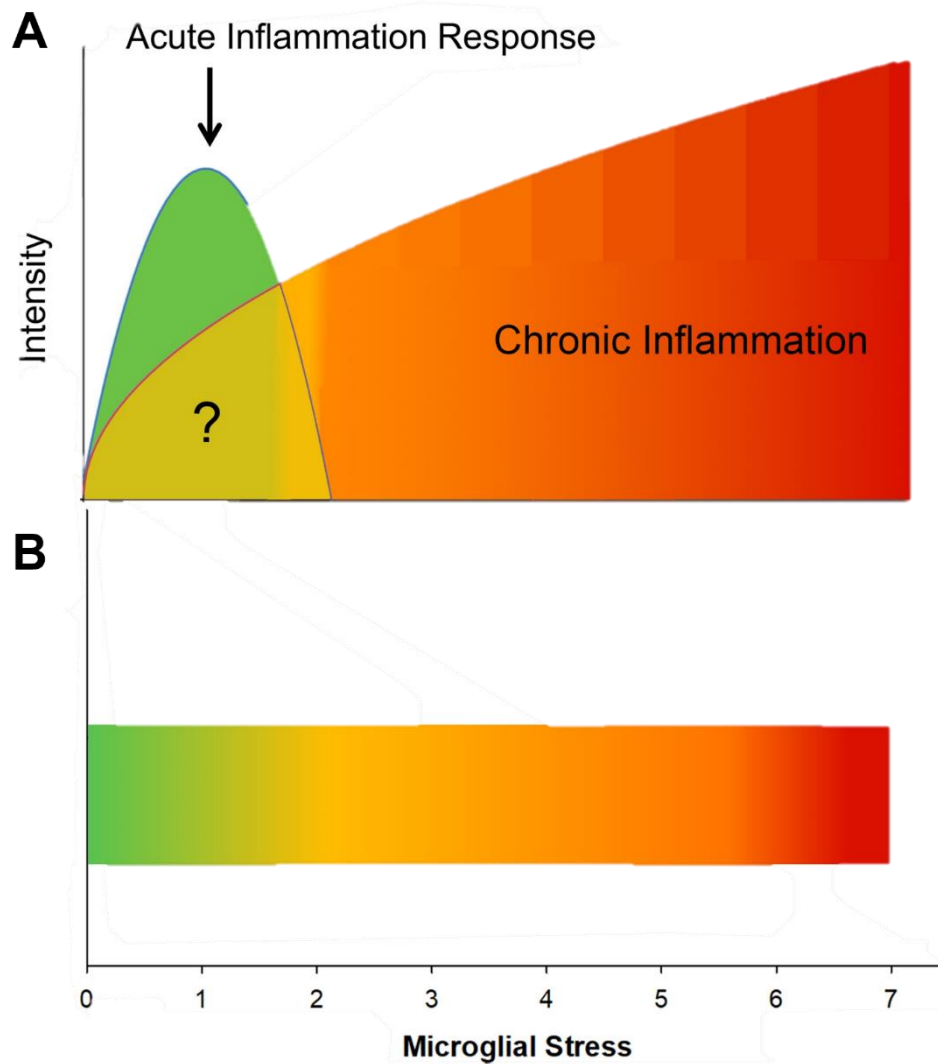 A
Acute Inflammation Response
Intensity
Chronic Inflammation
?
B
0 1 2 3 4 5 6 7
Microglial Stress